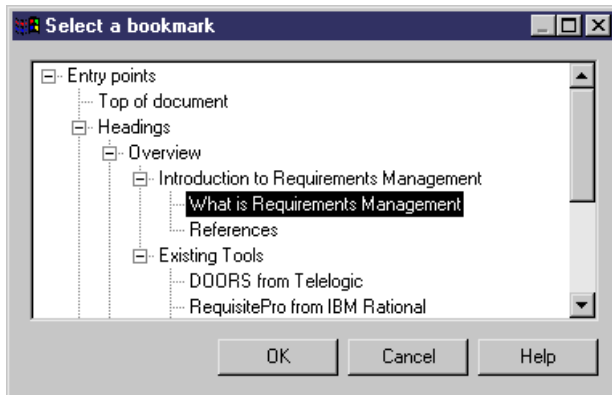 Select a bookmark
Entry points
Top of document
Headings
Overview
Introduction to Requirements Management
What is Requirements Management
References
Existing Tools
DOORS from Telelogic
RequisitePro from IBM Rational
OK Cancel Help